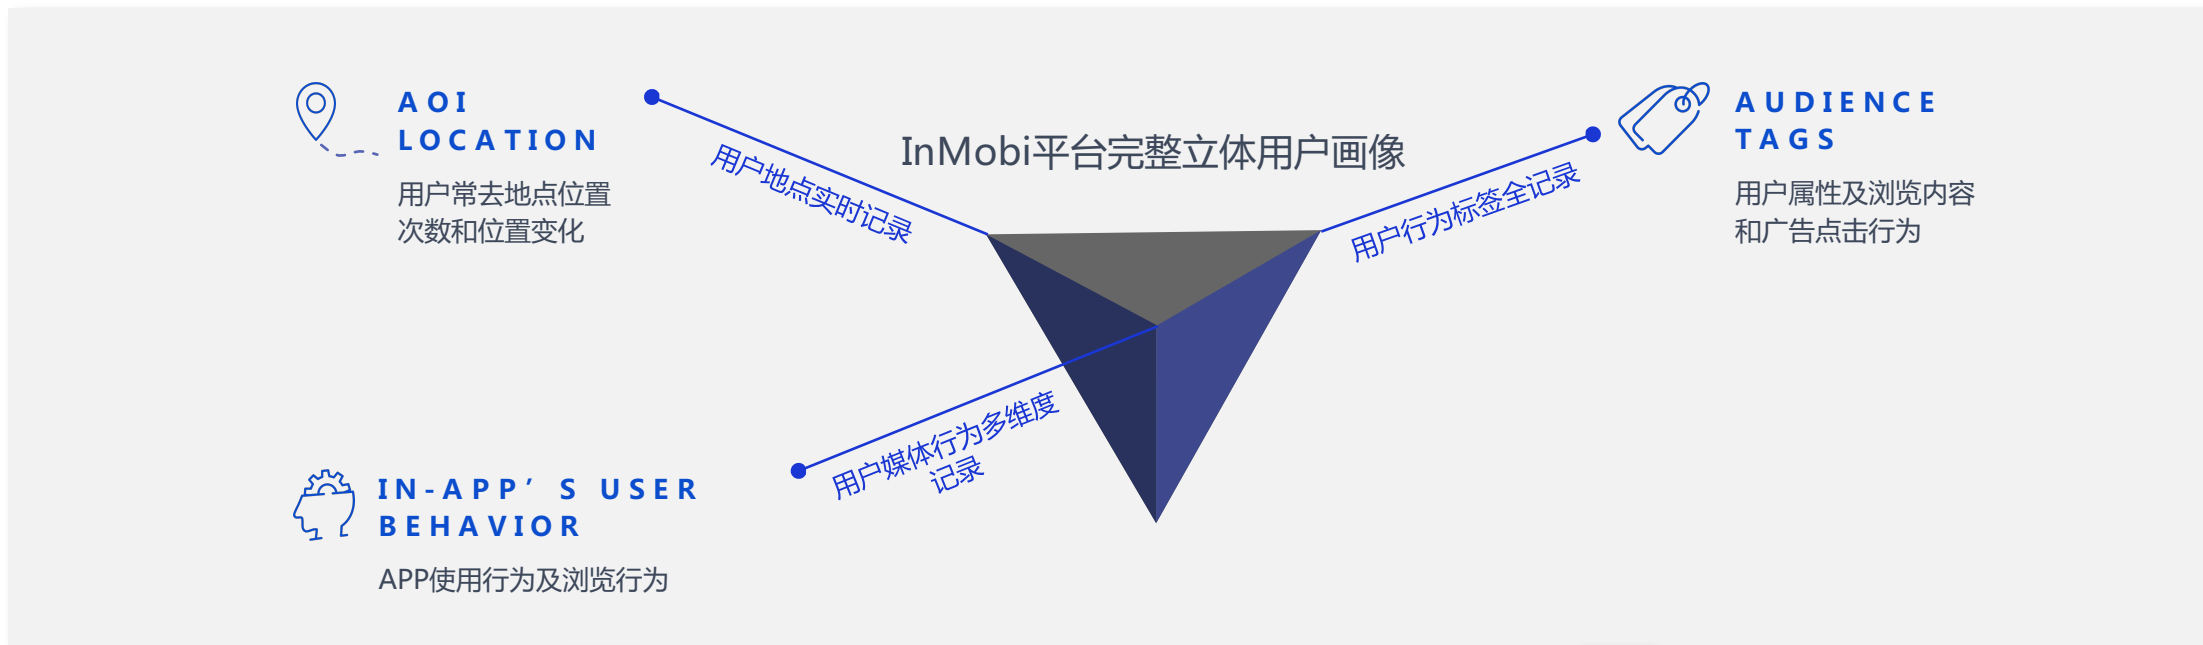 AOI
LOCATION
用户常去地点位置
次数和位置变化
用户地点实时记录
InMobi平台完整立体用户画像
用户行为标签全记录
AUDIENCE
TAGS
用户属性及浏览内容
和广告点击行为
用户媒体行为多维度
记录
IN-APP’S USER
BEHAVIOR
APP使用行为及浏览行为